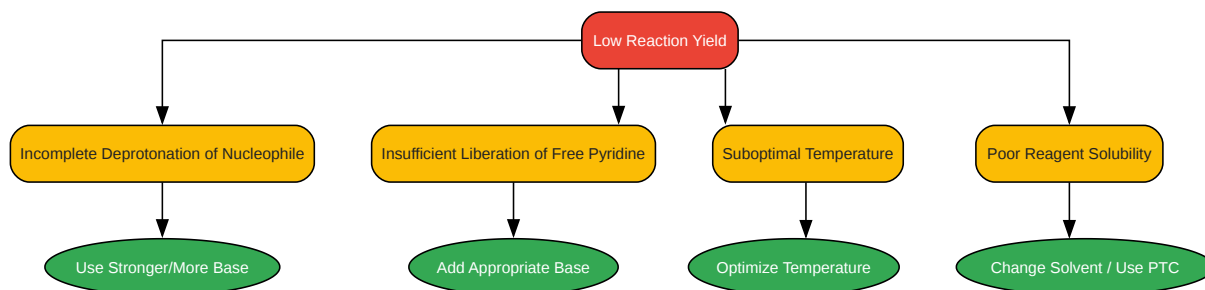 Low Reaction Yield
Incomplete Deprotonation of Nucleophile
Insufficient Liberation of Free Pyridine
Suboptimal Temperature
Poor Reagent Solubility
Use Stronger/More Base
Add Appropriate Base
Optimize Temperature
Change Solvent / Use PTC